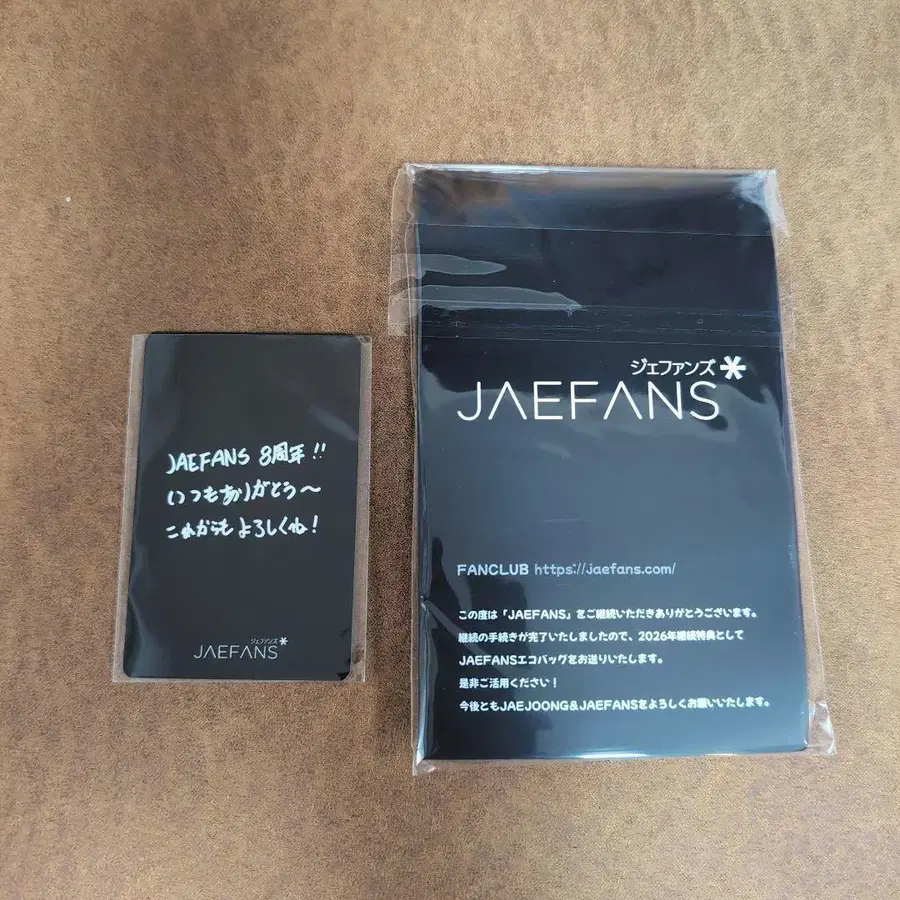 JAEFANS 8周年!!
いつもありがとう〜
これからもよろしくね!
ジェファンズ*
JAEFANS
ジェファンズ*
JAEFANS
FANCLUB https://jaefans.com/
この度は「JAEFANS」をご継続いただきありがとうございます。
継続の手続きが完了いたしましたので、2026年継続特典として
JAEFANSエコバッグをお送りいたします。
是非ご活用ください！
今後ともJAEJOONG&JAEFANSをよろしくお願いいたします。